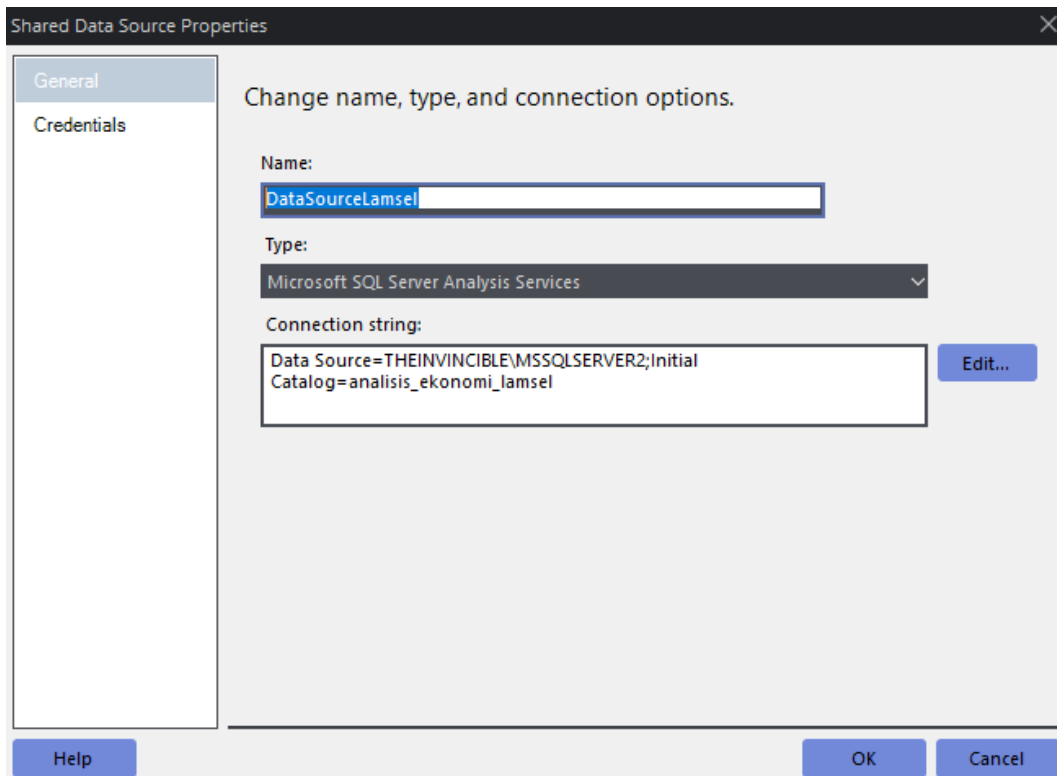 Shared Data Source Properties
General
Credentials
Change name, type, and connection options.
Name:
DataSourceLamsel
Type:
Microsoft SQL Server Analysis Services
Connection string:
Data Source=THEINVINCIBLE\MSSQLSERVER2;Initial
Catalog=analisis_ekonomi_lamsel
Edit...
Help
OK
Cancel